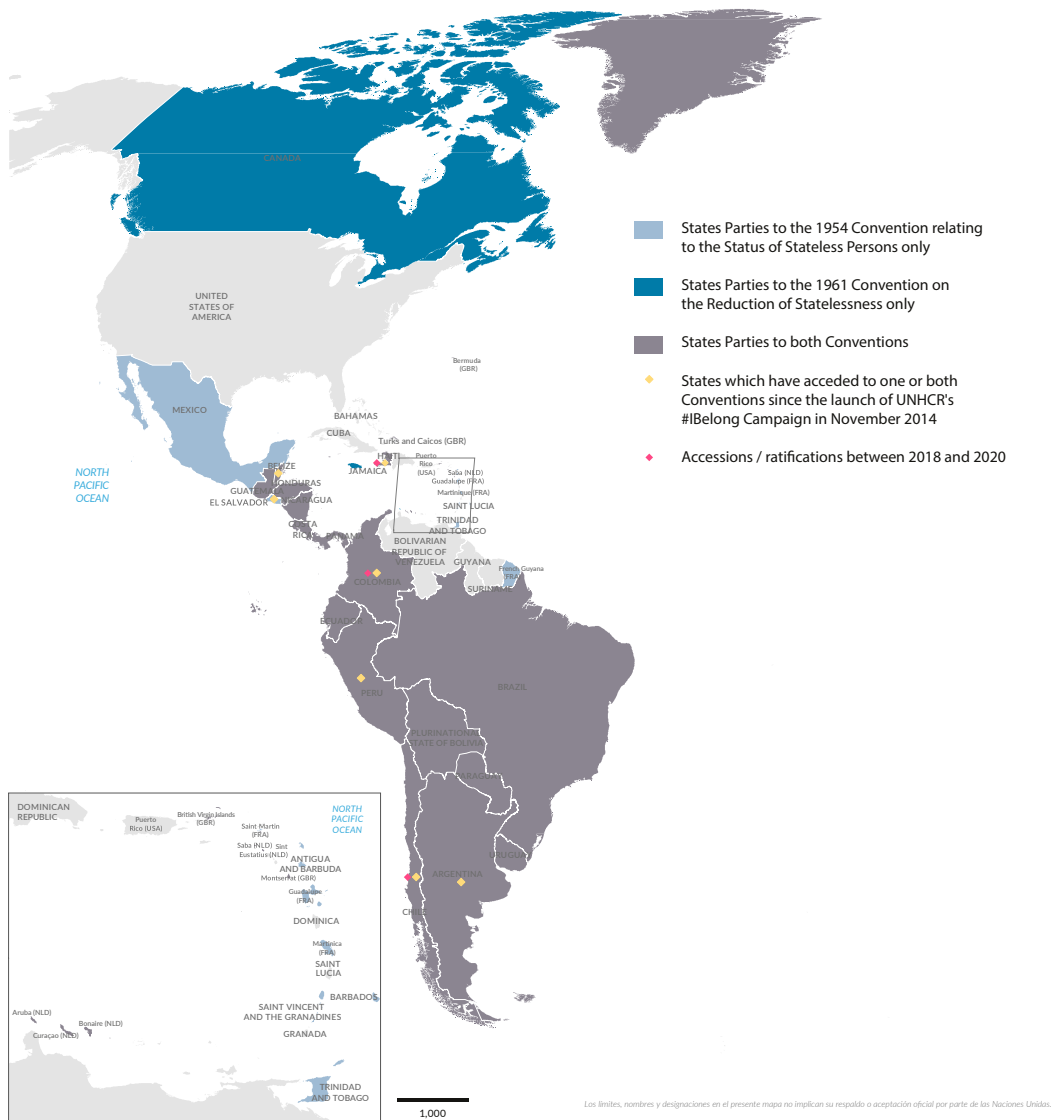 CANADA
UNITED
STATES OF
AMERICA
States Parties to the 1954 Convention relating
to the Status of Stateless Persons only
States Parties to the 1961 Convention on
the Reduction of Statelessness only
States Parties to both Conventions
States which have acceded to one or both
Conventions since the launch of UNHCR's
#IBelong Campaign in November 2014
Accessions / ratifications between 2018 and 2020
Bermuda
(GBR)
MEXICO
BAHAMAS
CUBA
Turks and Caicos (GBR)
HAITI
Puerto
Rico
(USA)
JAMAICA
BELIZE
Saba (NLD)
Guadalupe (FRA)
HONDURAS
GUATEMALA
Martinique (FRA)
EL SALVADOR
NICARAGUA
SAINT LUCIA
NORTH
PACIFIC
OCEAN
COSTA
RICA
PANAMA
TRINIDAD
AND TOBAGO
BOLIVARIAN
REPUBLIC OF
VENEZUELA
GUYANA
French Guyana
(FRA)
SURINAME
COLOMBIA
ECUADOR
PERU
BRAZIL
PLURINATIONAL
STATE OF BOLIVIA
PARAGUAY
URUGUAY
ARGENTINA
CHILE
DOMINICAN
REPUBLIC
Puerto
Rico (USA)
British Virgin Islands
(GBR)
NORTH
PACIFIC
OCEAN
Saint Martin
(FRA)
Saba (NLD)
Sint
Eustatius (NLD)
ANTIGUA
AND BARBUDA
Montserrat (GBR)
Guadalupe
(FRA)
DOMINICA
Martinica
(FRA)
SAINT
LUCIA
BARBADOS
SAINT VINCENT
AND THE GRANADINES
GRANADA
Aruba (NLD)
Curaçao (NLD)
Bonaire (NLD)
TRINIDAD
AND TOBAGO
1,000
Los límites, nombres y designaciones en el presente mapa no implican su respaldo o aceptación oficial por parte de las Naciones Unidas.